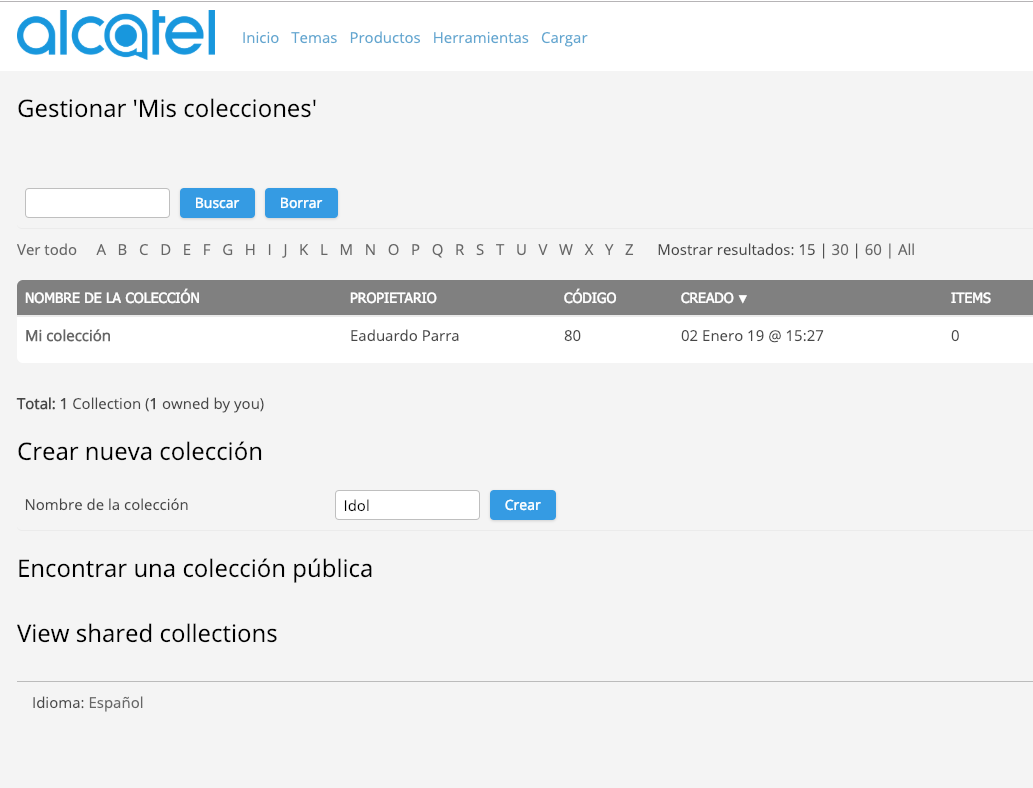 alcatel Inicio Temas Productos Herramientas Cargar
Gestionar 'Mis colecciones'
Buscar Borrar
Ver todo A B C D E F G H I J K L M N O P Q R S T U V W X Y Z Mostrar resultados: 15 | 30 | 60 | All
NOMBRE DE LA COLECCIÓN PROPIETARIO CÓDIGO CREADO ▼ ITEMS
Mi colección Eaduardo Parra 80 02 Enero 19 @ 15:27 0
Total: 1 Collection (1 owned by you)
Crear nueva colección
Nombre de la colección Idol Crear
Encontrar una colección pública
View shared collections
Idioma: Español